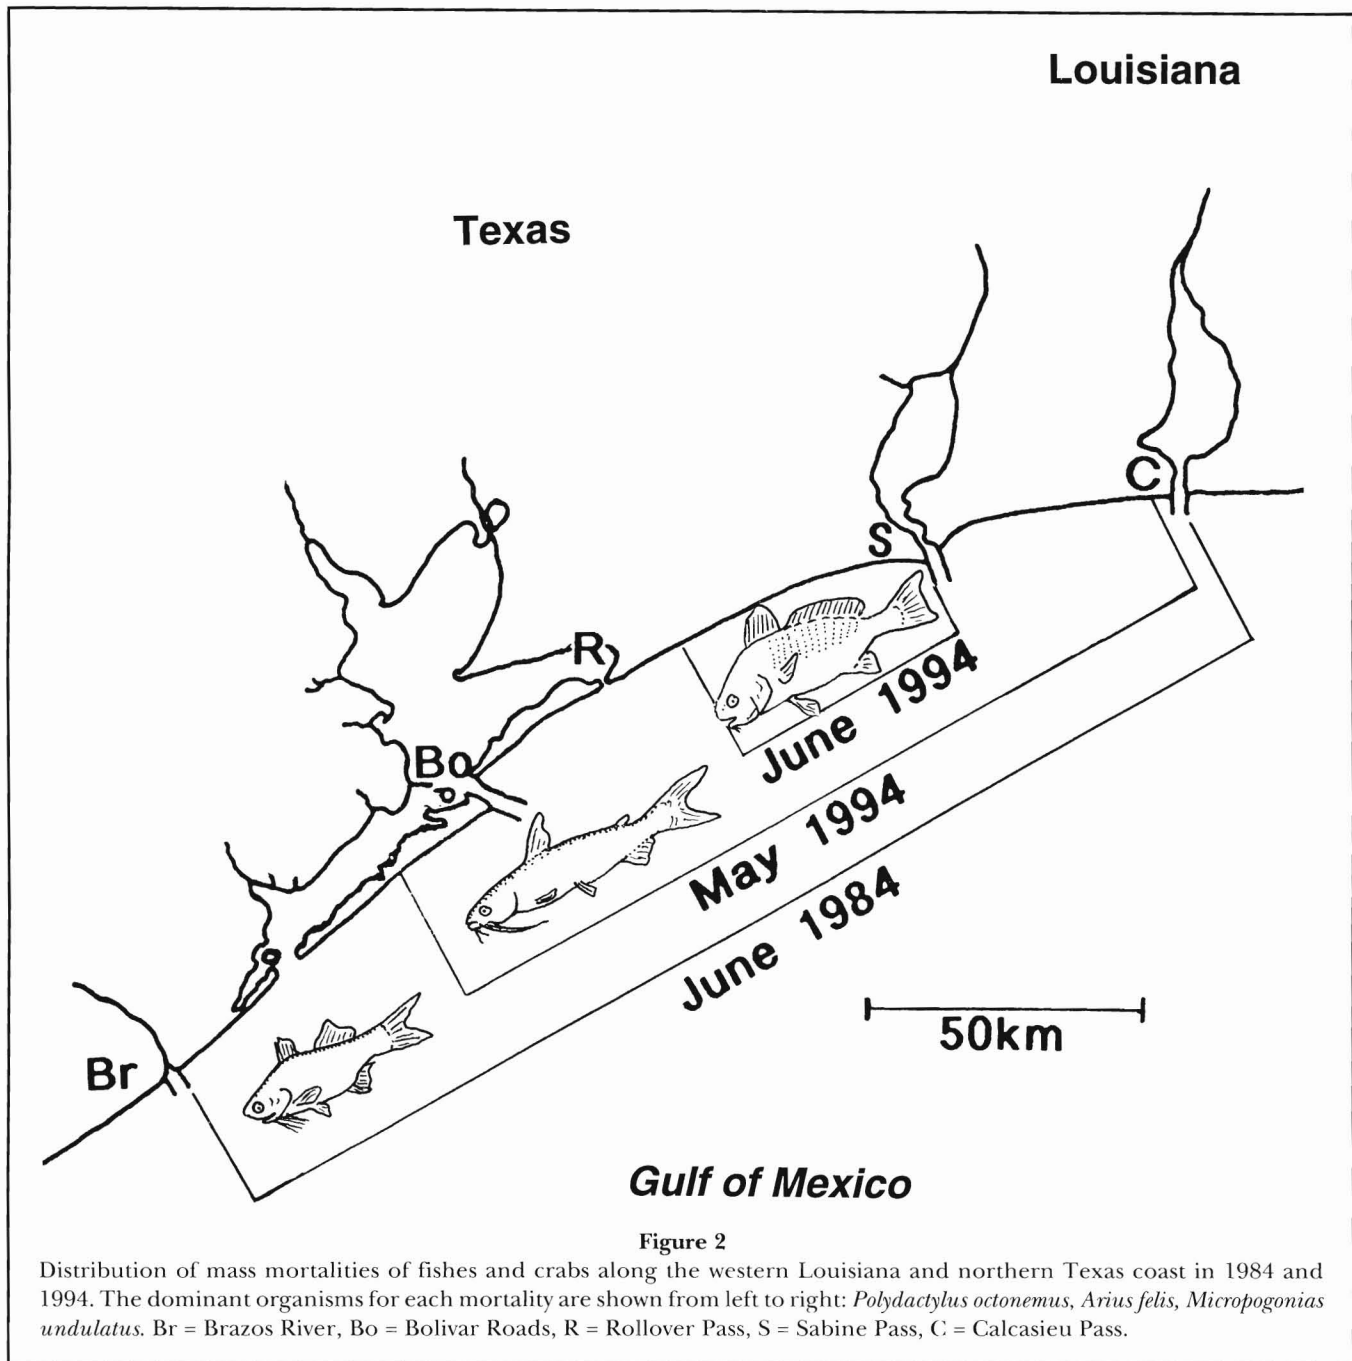 Louisiana
Texas
C
S
R
Bo
June 1994
May 1994
June 1984
50km
Br
Gulf of Mexico
Figure 2
Distribution of mass mortalities of fishes and crabs along the western Louisiana and northern Texas coast in 1984 and
1994. The dominant organisms for each mortality are shown from left to right: Polydactylus octonemus, Arius felis, Micropogonias
undulatus. Br = Brazos River, Bo = Bolivar Roads, R = Rollover Pass, S = Sabine Pass, C = Calcasieu Pass.